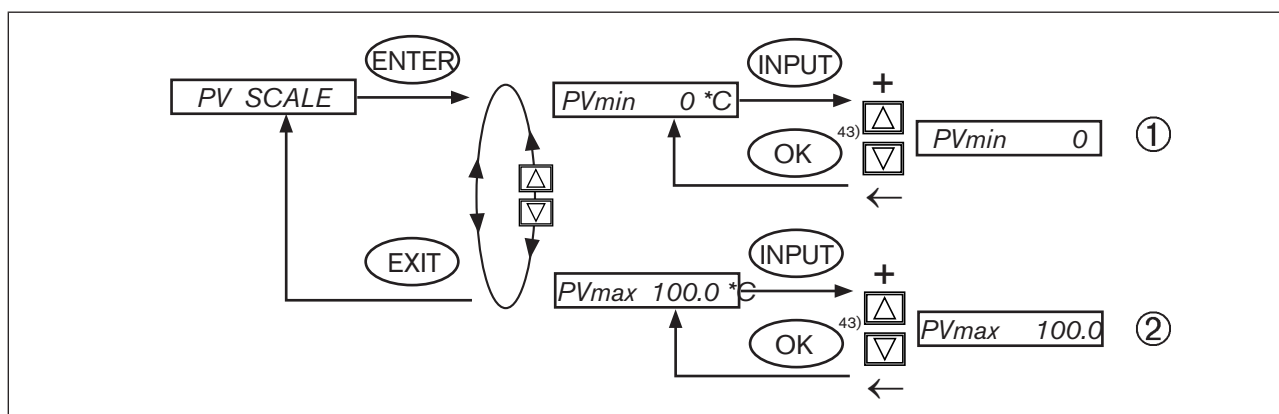 ENTER
PV SCALE
EXIT
△
▽
PVmin 0 *C
INPUT
OK
+
43)
△
▽
←
PVmin 0
①
PVmax 100.0 *C
INPUT
OK
+
43)
△
▽
←
PVmax 100.0
②